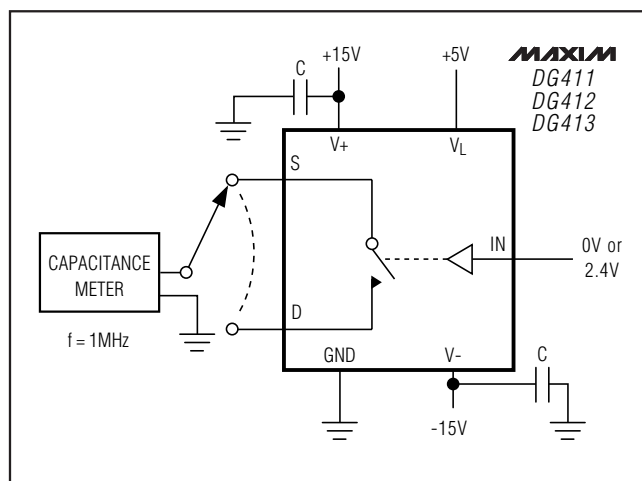 +15V
+5V
MAXIM
DG411
DG412
DG413
C
V+
VL
S
IN
0V or
2.4V
CAPACITANCE
METER
f = 1MHz
D
GND
V-
C
-15V